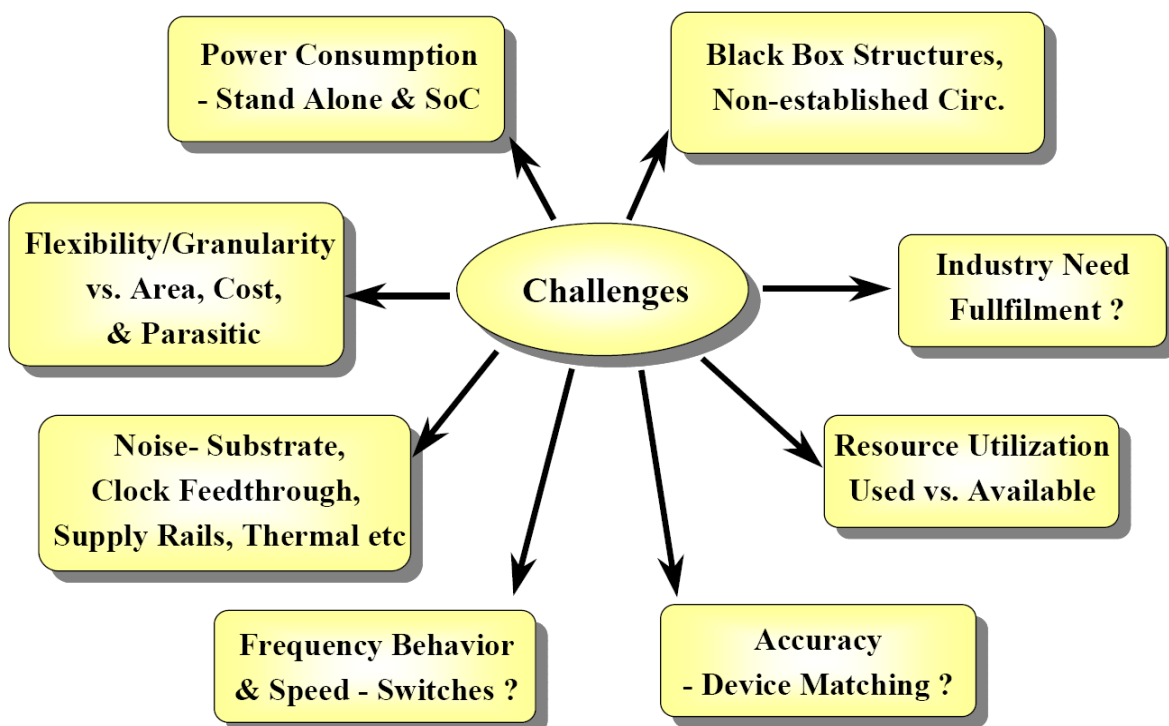 Power Consumption
- Stand Alone & SoC
Black Box Structures,
Non-established Circ.
Flexibility/Granularity
vs. Area, Cost,
& Parasitic
Challenges
Industry Need
Fullfilment ?
Noise- Substrate,
Clock Feedthrough,
Supply Rails, Thermal etc
Resource Utilization
Used vs. Available
Frequency Behavior
& Speed - Switches ?
Accuracy
- Device Matching ?